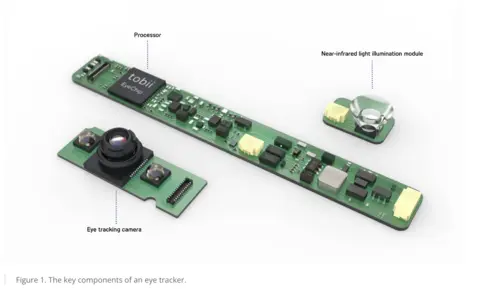 Processor
Near-infrared light illumination module
tobii
EyeChip
Eye tracking camera
Figure 1. The key components of an eye tracker.